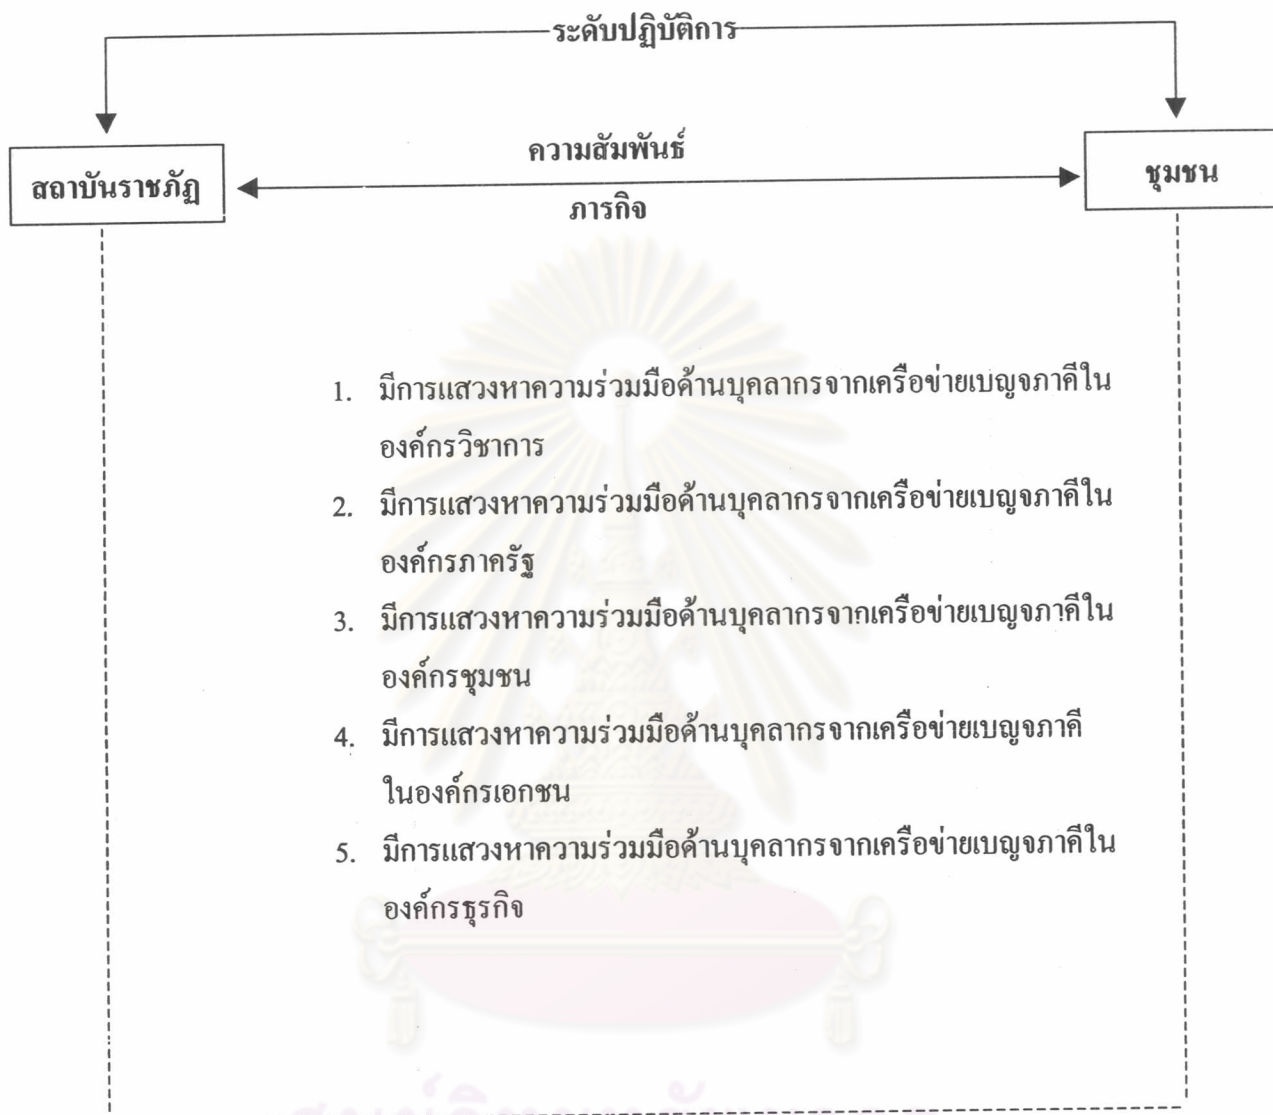 ระดับปฏิบัติการ
ความสัมพันธ์
สถาบันราชภัฏ
ชุมชน
ภารกิจ
1. มีการแสวงหาความร่วมมือด้านบุคลากรจากเครือข่ายเบญจภาคีใน
องค์กรวิชาการ
2. มีการแสวงหาความร่วมมือด้านบุคลากรจากเครือข่ายเบญจภาคีใน
องค์กรภาครัฐ
3. มีการแสวงหาความร่วมมือด้านบุคลากรจากเครือข่ายเบญจภาคีใน
องค์กรชุมชน
4. มีการแสวงหาความร่วมมือด้านบุคลากรจากเครือข่ายเบญจภาคี
ในองค์กรเอกชน
5. มีการแสวงหาความร่วมมือด้านบุคลากรจากเครือข่ายเบญจภาคีใน
องค์กรธุรกิจ